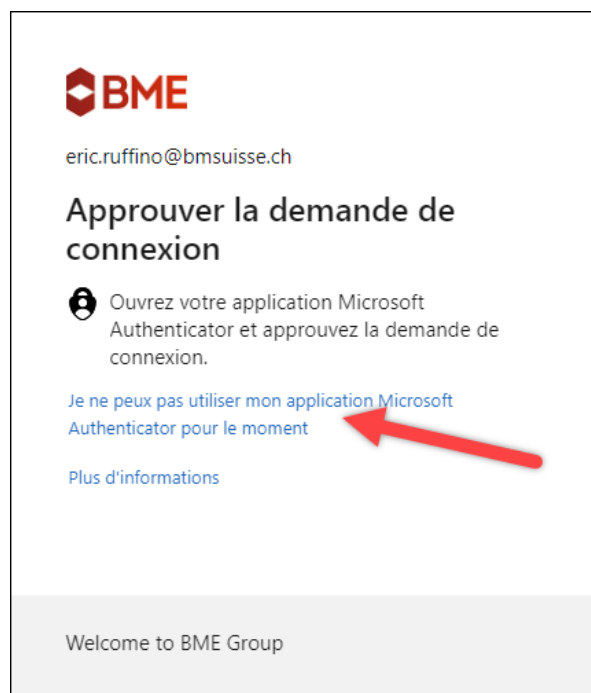 BME
eric.ruffino@bmsuisse.ch
Approuver la demande de
connexion
Ouvrez votre application Microsoft
Authenticator et approuvez la demande de
connexion.
Je ne peux pas utiliser mon application Microsoft
Authenticator pour le moment
Plus d'informations
Welcome to BME Group